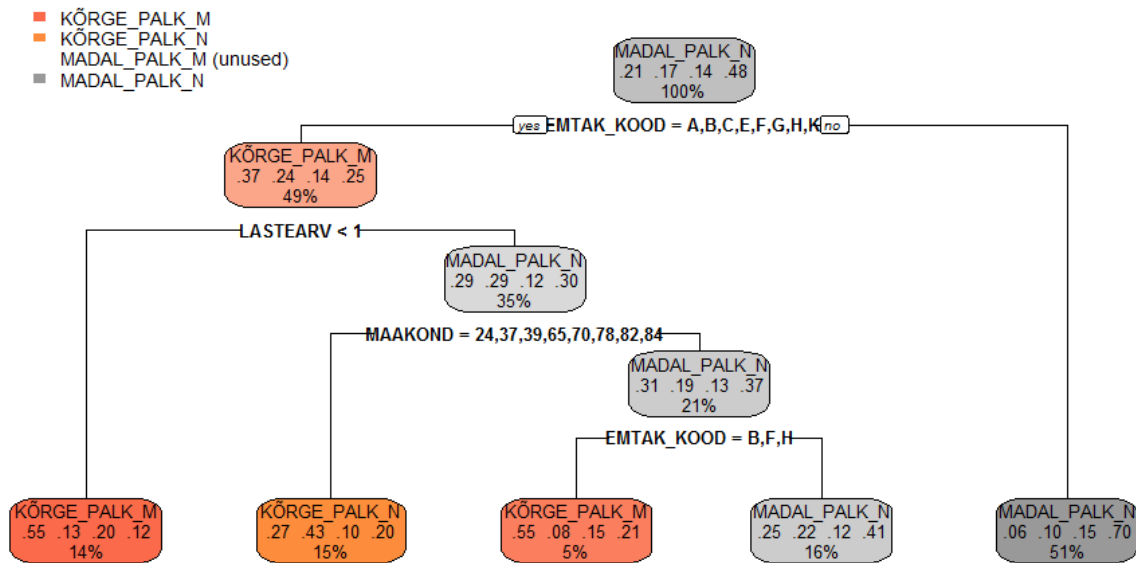 KÕRGE_PALK_M
KÕRGE_PALK_N
MADAL_PALK_M (unused)
MADAL_PALK_N
MADAL_PALK_N
.21 .17 .14 .48
100%
yes EMTAK_KOOD = A,B,C,E,F,G,H,K no
KÕRGE_PALK_M
.37 .24 .14 .25
49%
LASTEARV < 1
MADAL_PALK_N
.29 .29 .12 .30
35%
MAAKOND = 24,37,39,65,70,78,82,84
MADAL_PALK_N
.31 .19 .13 .37
21%
EMTAK_KOOD = B,F,H
KÕRGE_PALK_M
.55 .13 .20 .12
14%
KÕRGE_PALK_N
.27 .43 .10 .20
15%
KÕRGE_PALK_M
.55 .08 .15 .21
5%
MADAL_PALK_N
.25 .22 .12 .41
16%
MADAL_PALK_N
.06 .10 .15 .70
51%